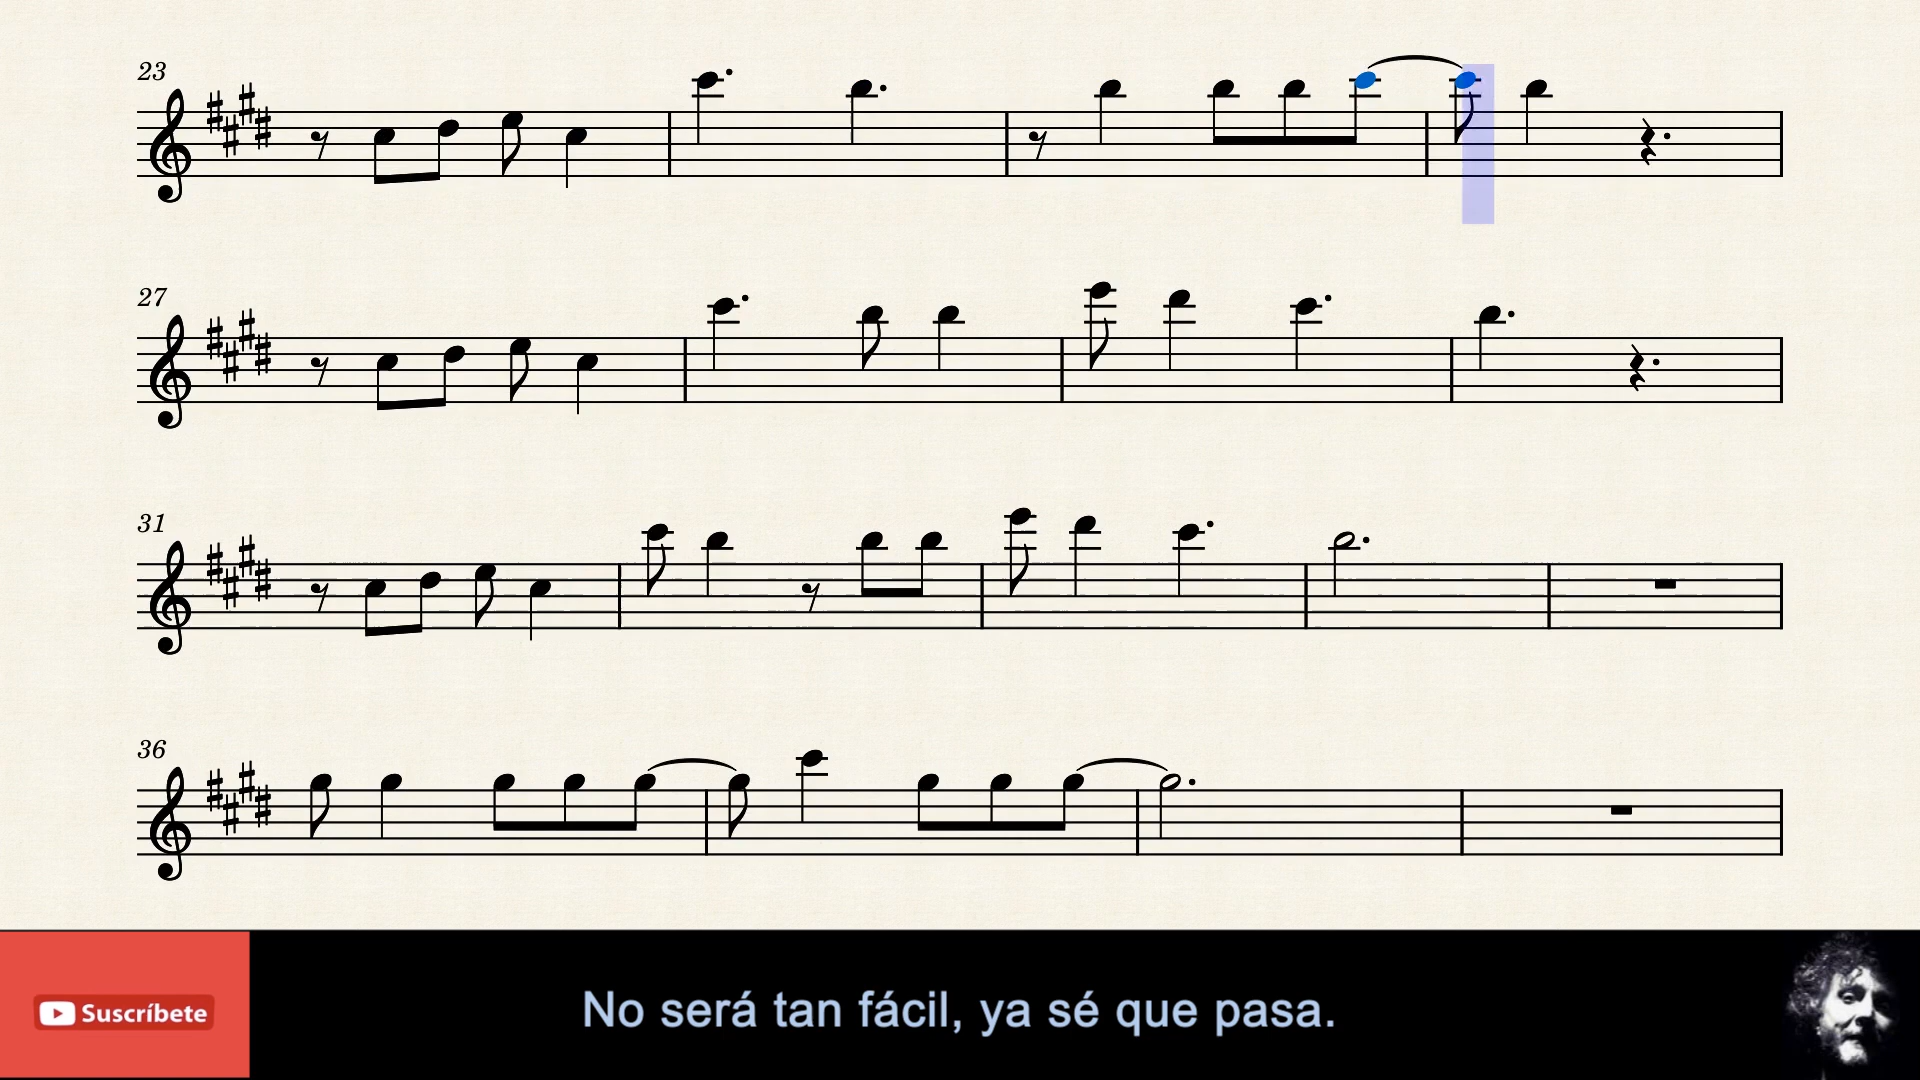 23
27
31
36
Suscríbete
No será tan fácil, ya sé que pasa.